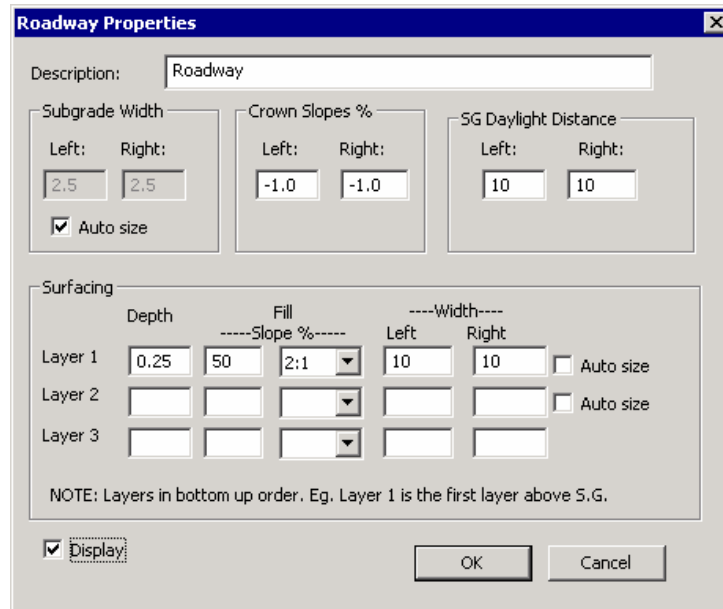 Roadway Properties
Description: Roadway
Subgrade Width
Left: Right:
2.5 2.5
Auto size
Crown Slopes %
Left: Right:
-1.0 -1.0
SG Daylight Distance
Left: Right:
10 10
Surfacing
Depth Fill ----Width----
-----Slope %----- Left Right
Layer 1 0.25 50 2:1 10 10 Auto size
Layer 2 Auto size
Layer 3
NOTE: Layers in bottom up order. Eg. Layer 1 is the first layer above S.G.
Display
OK Cancel